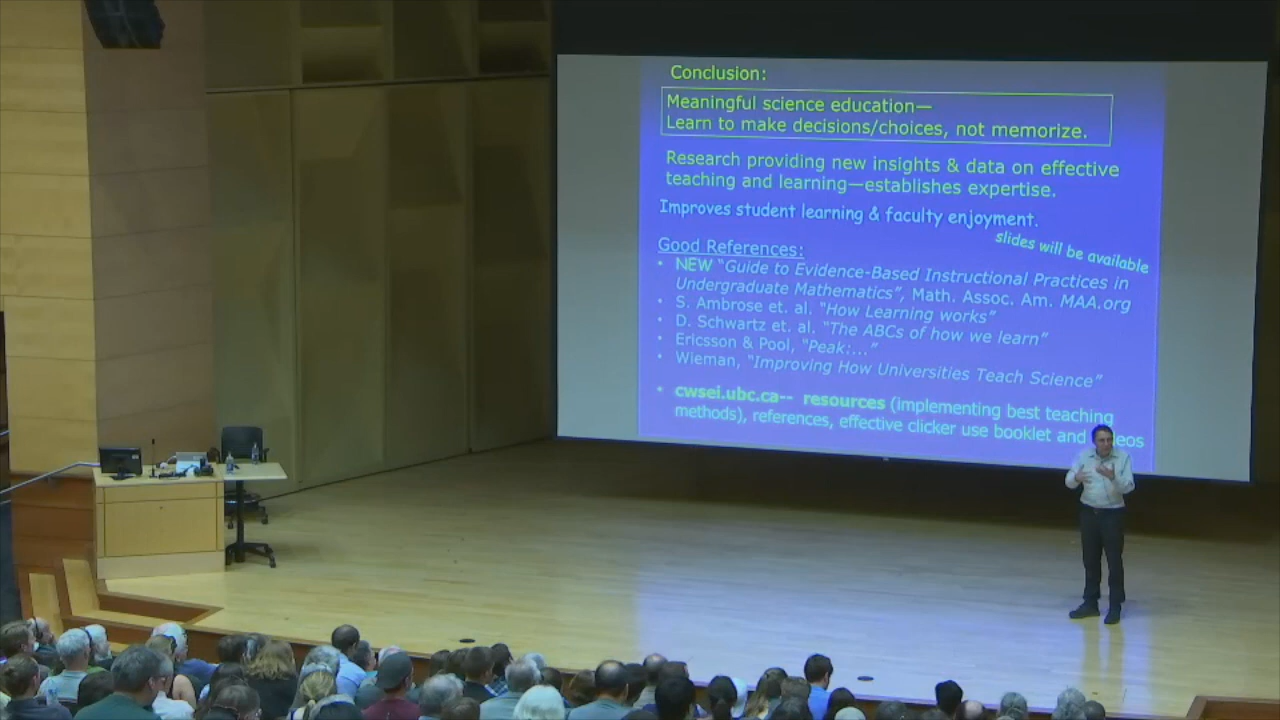 Conclusion:
Meaningful science education—
Learn to make decisions/choices, not memorize.
Research providing new insights & data on effective
teaching and learning—establishes expertise.
Improves student learning & faculty enjoyment.
slides will be available
Good References:
• NEW “Guide to Evidence-Based Instructional Practices in
Undergraduate Mathematics”, Math. Assoc. Am. MAA.org
• S. Ambrose et. al. “How Learning works”
• D. Schwartz et. al. “The ABCs of how we learn”
• Ericsson & Pool, “Peak:...”
• Wieman, “Improving How Universities Teach Science”
• cwsei.ubc.ca-- resources (implementing best teaching
methods), references, effective clicker use booklet and